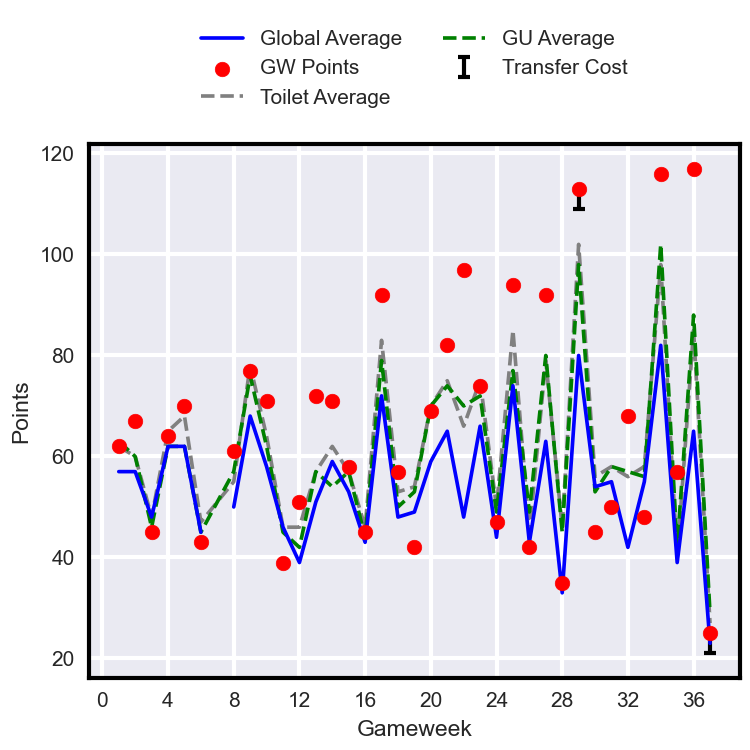 Global Average
GW Points
Toilet Average
GU Average
Transfer Cost
120
100
80
60
40
20
Points
0 4 8 12 16 20 24 28 32 36
Gameweek